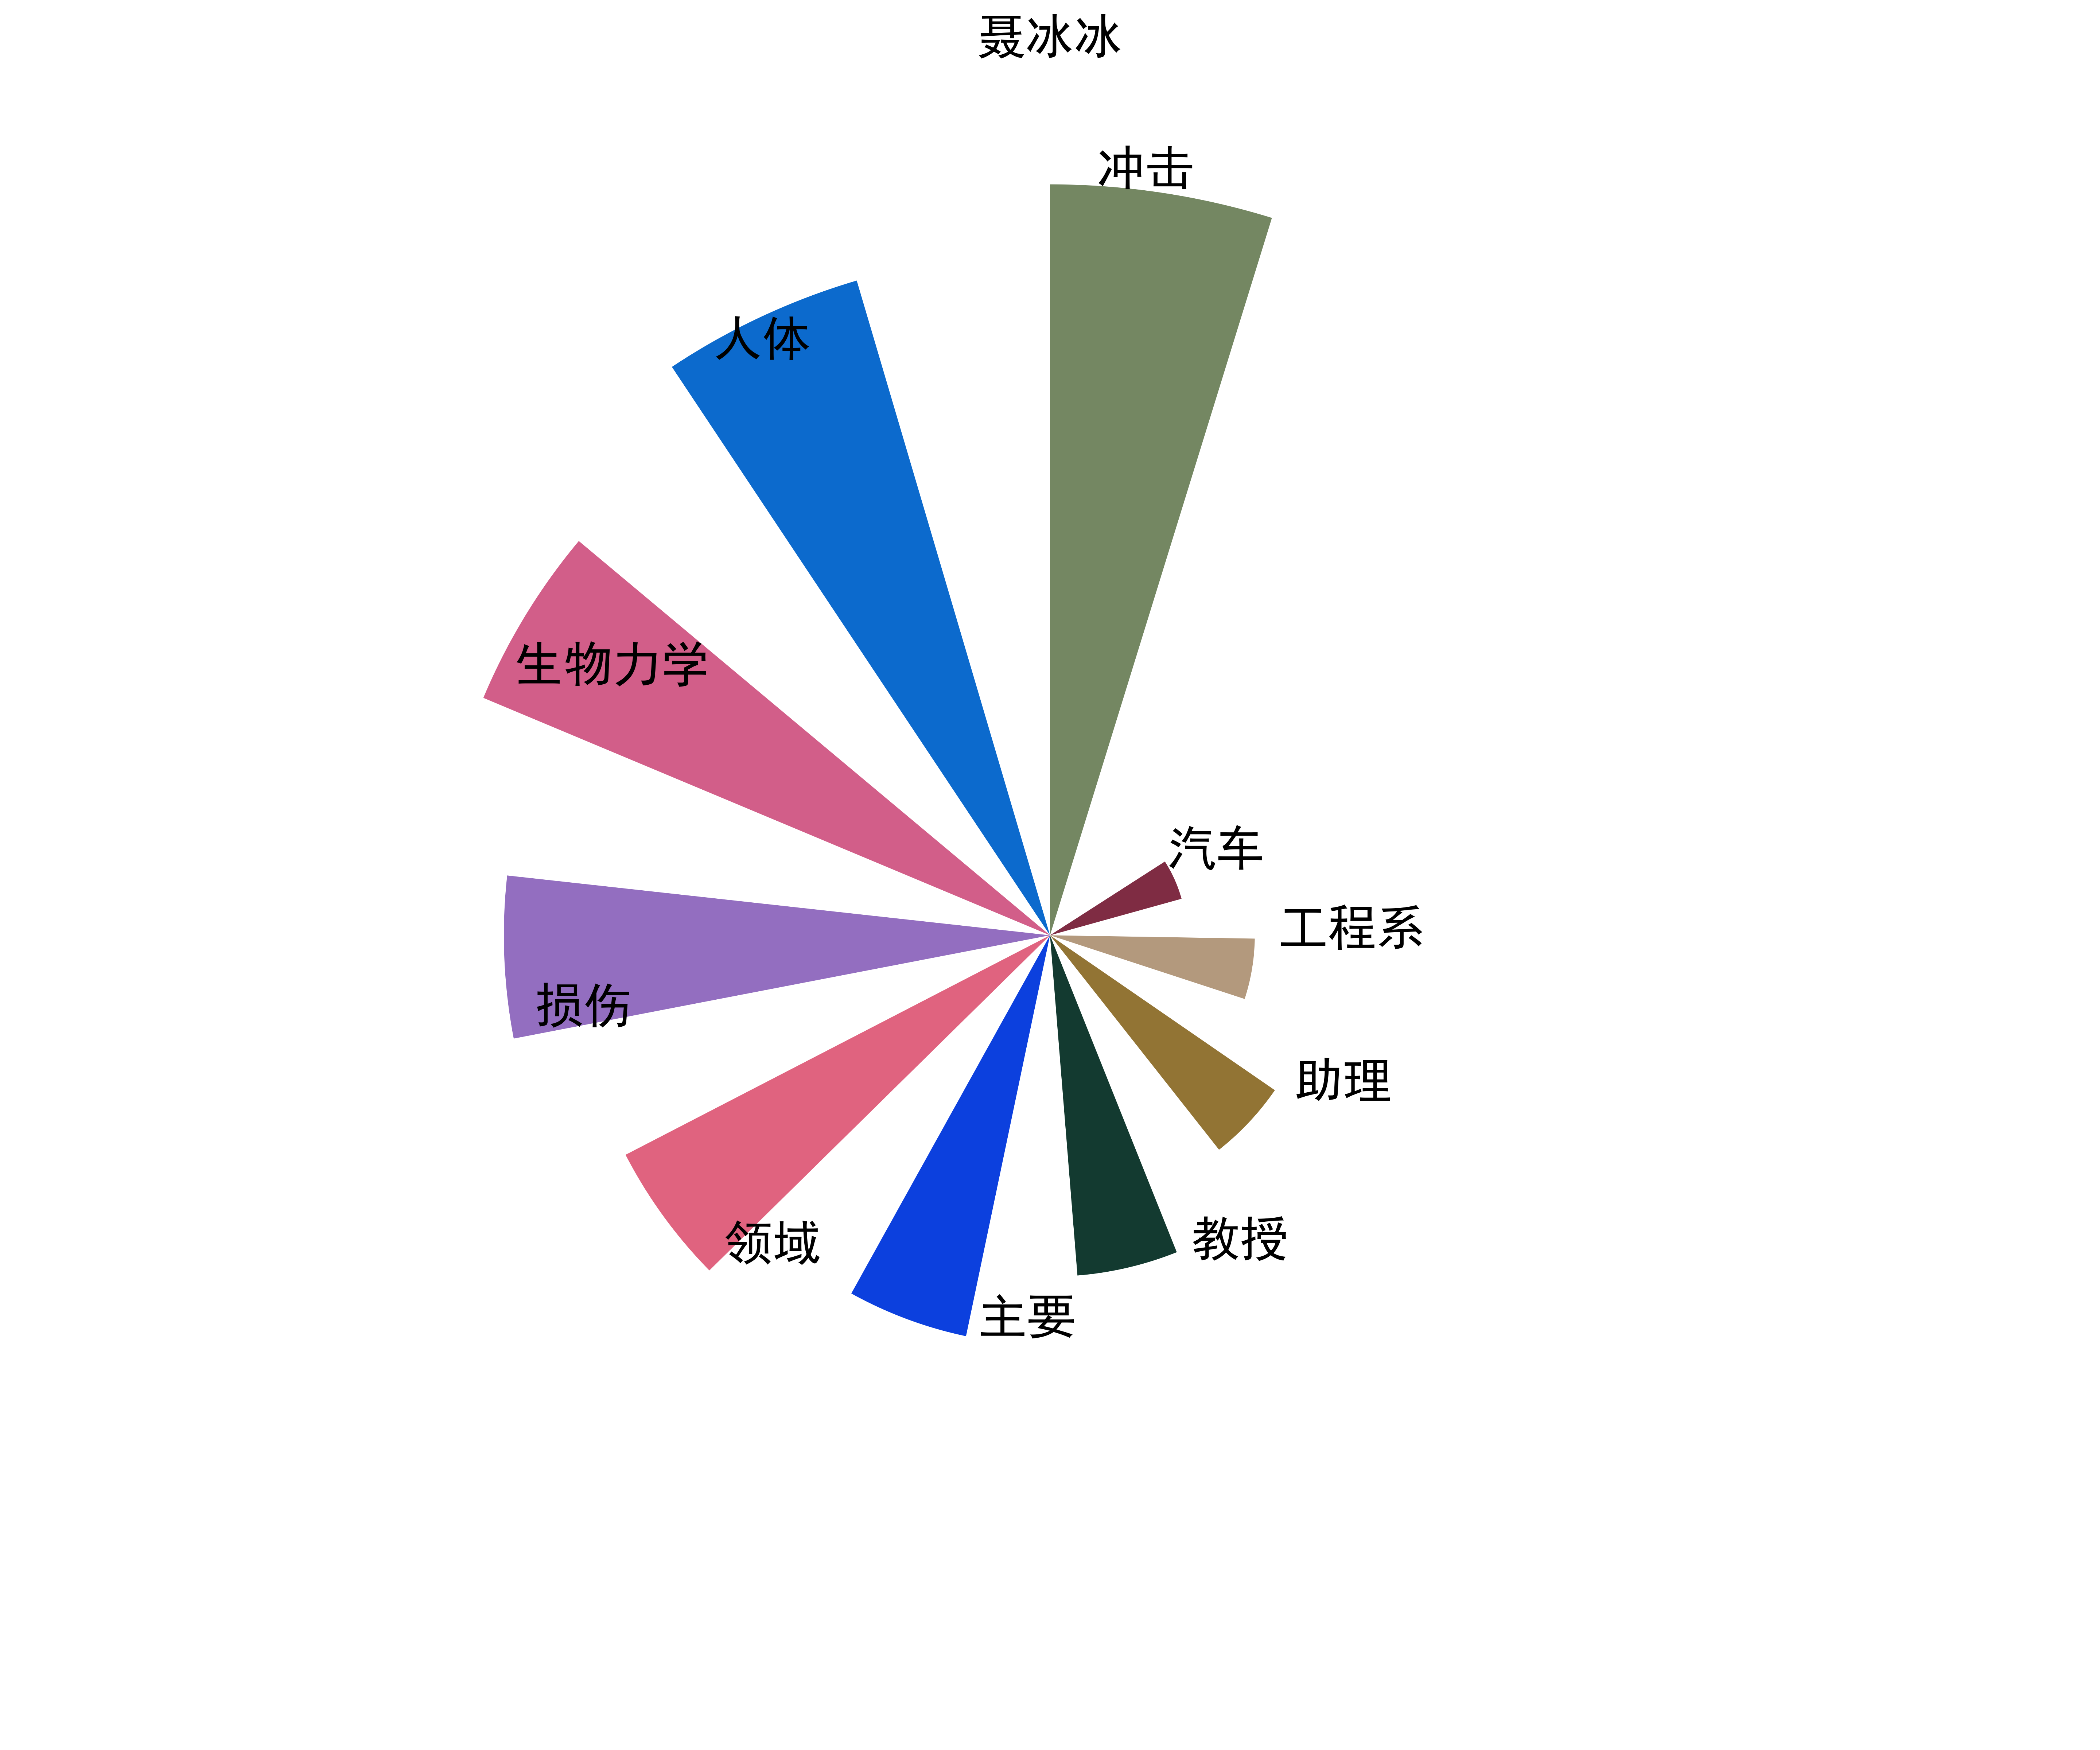 聂冰冰
冲击
人体
生物力学
汽车
工程系
损伤
助理
教授
领域
主要